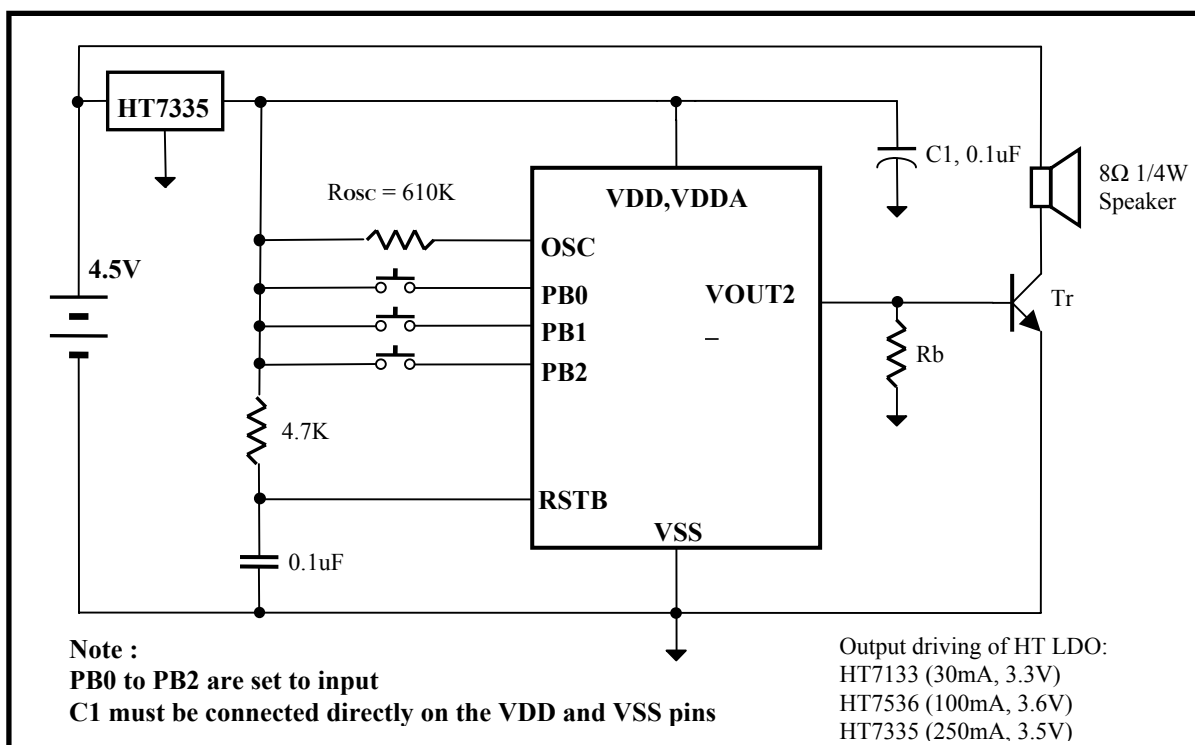 HT7335
C1, 0.1uF
8Ω 1/4W
Speaker
Rosc = 610K
VDD,VDDA
OSC
4.5V
PB0
VOUT2
Tr
PB1
–
PB2
Rb
4.7K
RSTB
VSS
0.1uF
Note :
PB0 to PB2 are set to input
C1 must be connected directly on the VDD and VSS pins
Output driving of HT LDO:
HT7133 (30mA, 3.3V)
HT7536 (100mA, 3.6V)
HT7335 (250mA, 3.5V)